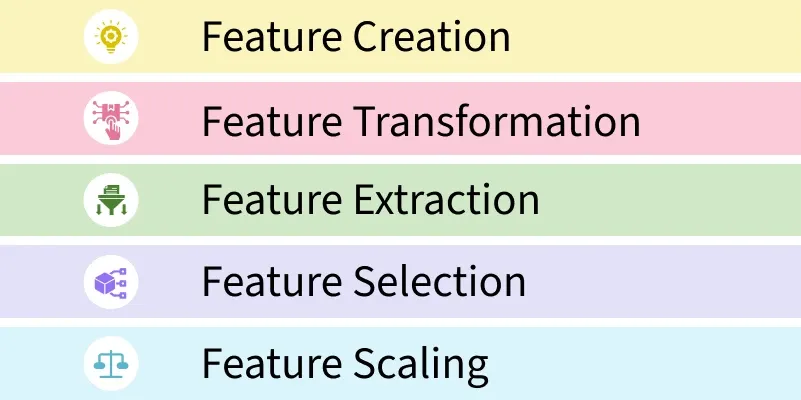 Feature Creation
Feature Transformation
Feature Extraction
Feature Selection
Feature Scaling